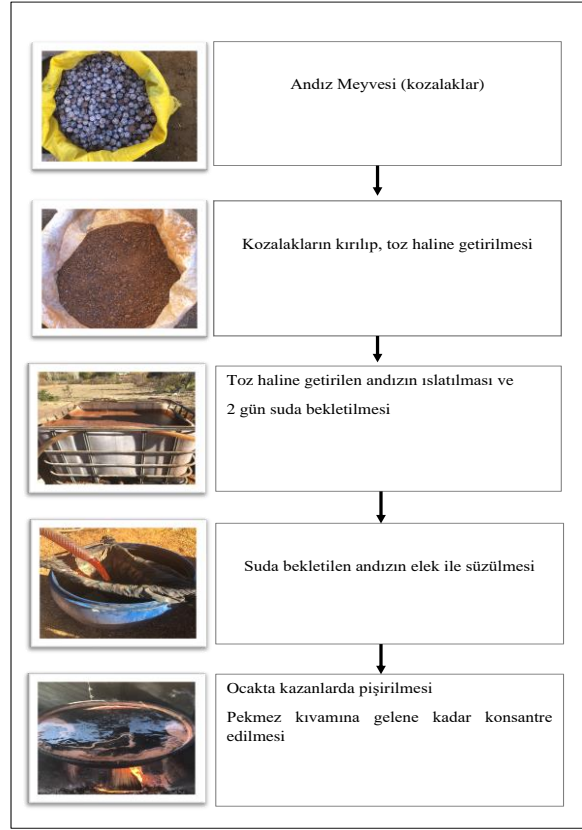 Andız Meyvesi (kozalaklar)
Kozalakların kırılıp, toz haline getirilmesi
Toz haline getirilen andızın ıslatılması ve
2 gün suda bekletilmesi
Suda bekletilen andızın elek ile süzülmesi
Ocakta kazanlarda pişirilmesi
Pekmez kıvamına gelene kadar konsantre
edilmesi